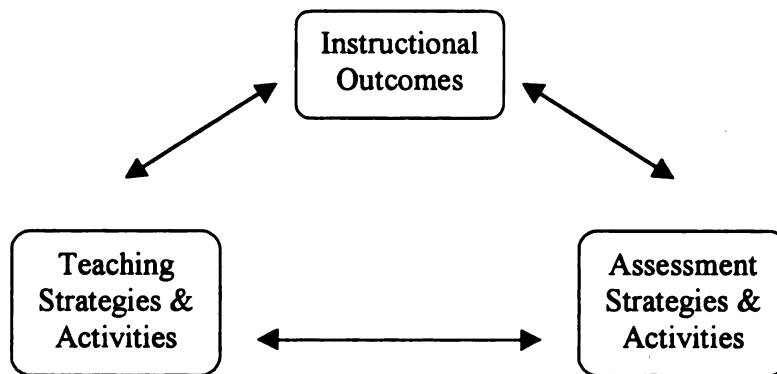 Instructional
Outcomes
Teaching
Strategies &
Activities
Assessment
Strategies &
Activities